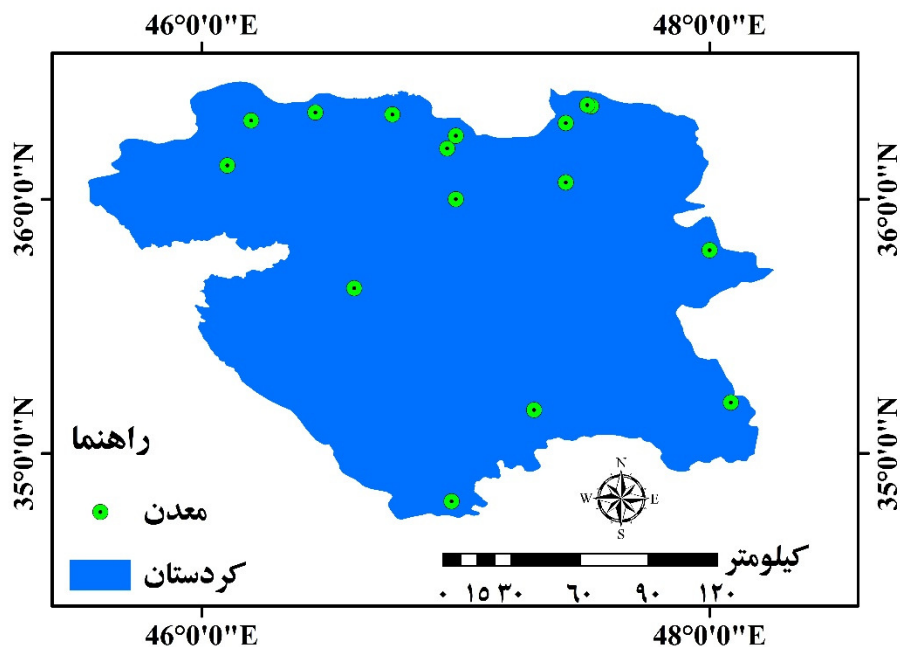 46°0'0"E 48°0'0"E
36°0'0"N 36°0'0"N
35°0'0"N 35°0'0"N
راهنما
معدن
کردستان
N
W E
S
کیلومتر
۰ ۱۵ ۳۰ ۶۰ ۹۰ ۱۲۰
46°0'0"E 48°0'0"E